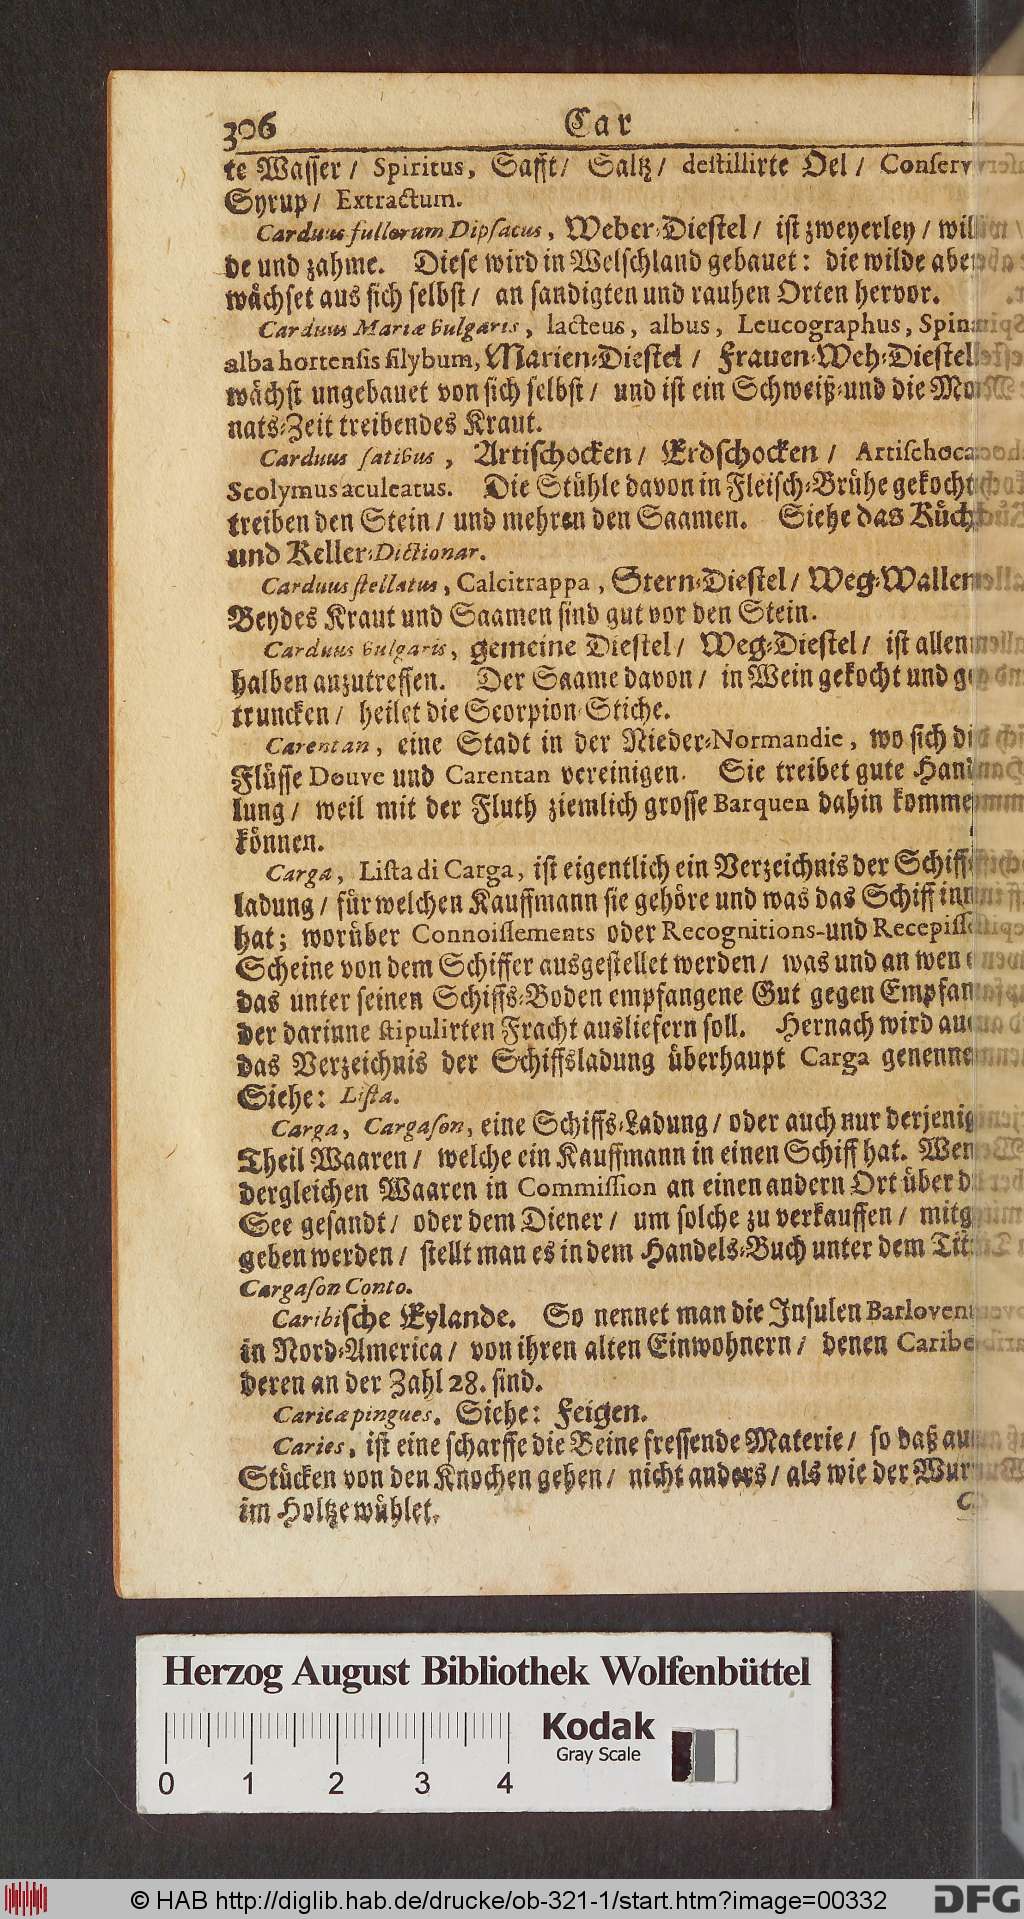 306 Car
te Wasser / Spiritus, Safft / Saltz / destillirte Oel / Conserv
Syrup / Extractum.
Carduus fullorum Dipsacus, Weber-Diestel / ist zweyerley / wil
de und zahme. Diese wird in Welschland gebauet: die wilde aber
wächset aus sich selbst / an sandigten und rauhen Orten hervor.
Carduus Mariæ vulgaris, lacteus, albus, Leucographus, Spina
alba hortensis silybum, Marien-Diestel / Frauen-Weh-Diestel
wächst ungebauet von sich selbst / und ist ein Schweiß-und die Mo
nats-Zeit treibendes Kraut.
Carduus sativus, Artischocken / Erdschocken / Artischoca
Scolymus aculeatus. Die Stühle davon in Fleisch-Brühe gekocht
treiben den Stein / und mehren den Saamen. Siehe das Küch
und Keller-Dictionar.
Carduus stellatus, Calcitrappa, Stern-Diestel / Weg-Wallen
Beydes Kraut und Saamen sind gut vor den Stein.
Carduus vulgaris, gemeine Diestel / Weg-Diestel / ist allen
halben anzutreffen. Der Saame davon / in Wein gekocht und ge
truncken / heilet die Scorpion-Stiche.
Carentan, eine Stadt in der Nieder-Normandie, wo sich die
Flüsse Douve und Carentan vereinigen. Sie treibet gute Hand
lung / weil mit der Fluth ziemlich grosse Barquen dahin kommen
können.
Carga, Lista di Carga, ist eigentlich ein Verzeichnis der Schiff
ladung / für welchen Kauffmann sie gehöre und was das Schiff inn
hat; worüber Connoissements oder Recognitions-und Recepiss
Scheine von dem Schiffer ausgestellet werden / was und an wen
das unter seinen Schiffs-Boden empfangene Gut gegen Empfan
der darinne stipulirten Fracht ausliefern soll. Hernach wird auch
das Verzeichnis der Schiffsladung überhaupt Carga genennet
Siehe: Lista.
Carga, Cargason, eine Schiffs-Ladung / oder auch nur derjenig
Theil Waaren / welche ein Kauffmann in einen Schiff hat. Wen
dergleichen Waaren in Commission an einen andern Ort über d
See gesandt / oder dem Diener / um solche zu verkauffen / mitg
geben werden / stellt man es in dem Handels-Buch unter dem Tit
Cargason Conto.
Caribische Eylande. So nennet man die Insulen Barloven
in Nord-America / von ihren alten Einwohnern / denen Caribe
deren an der Zahl 28. sind.
Caricæ pingues. Siehe: Feigen.
Caries, ist eine scharffe die Beine fressende Materie / so daß au
Stücken von den Knochen gehen / nicht anders / als wie der Wur
im Holtze wühlet.
Herzog August Bibliothek Wolfenbüttel
0 1 2 3 4
Kodak
Gray Scale
© HAB http://diglib.hab.de/drucke/ob-321-1/start.htm?image=00332
DFG